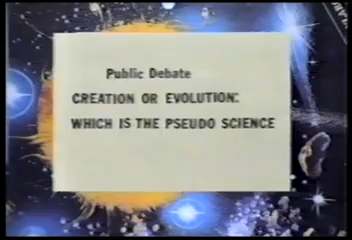 Public Debate
CREATION OR EVOLUTION:
WHICH IS THE PSEUDO SCIENCE